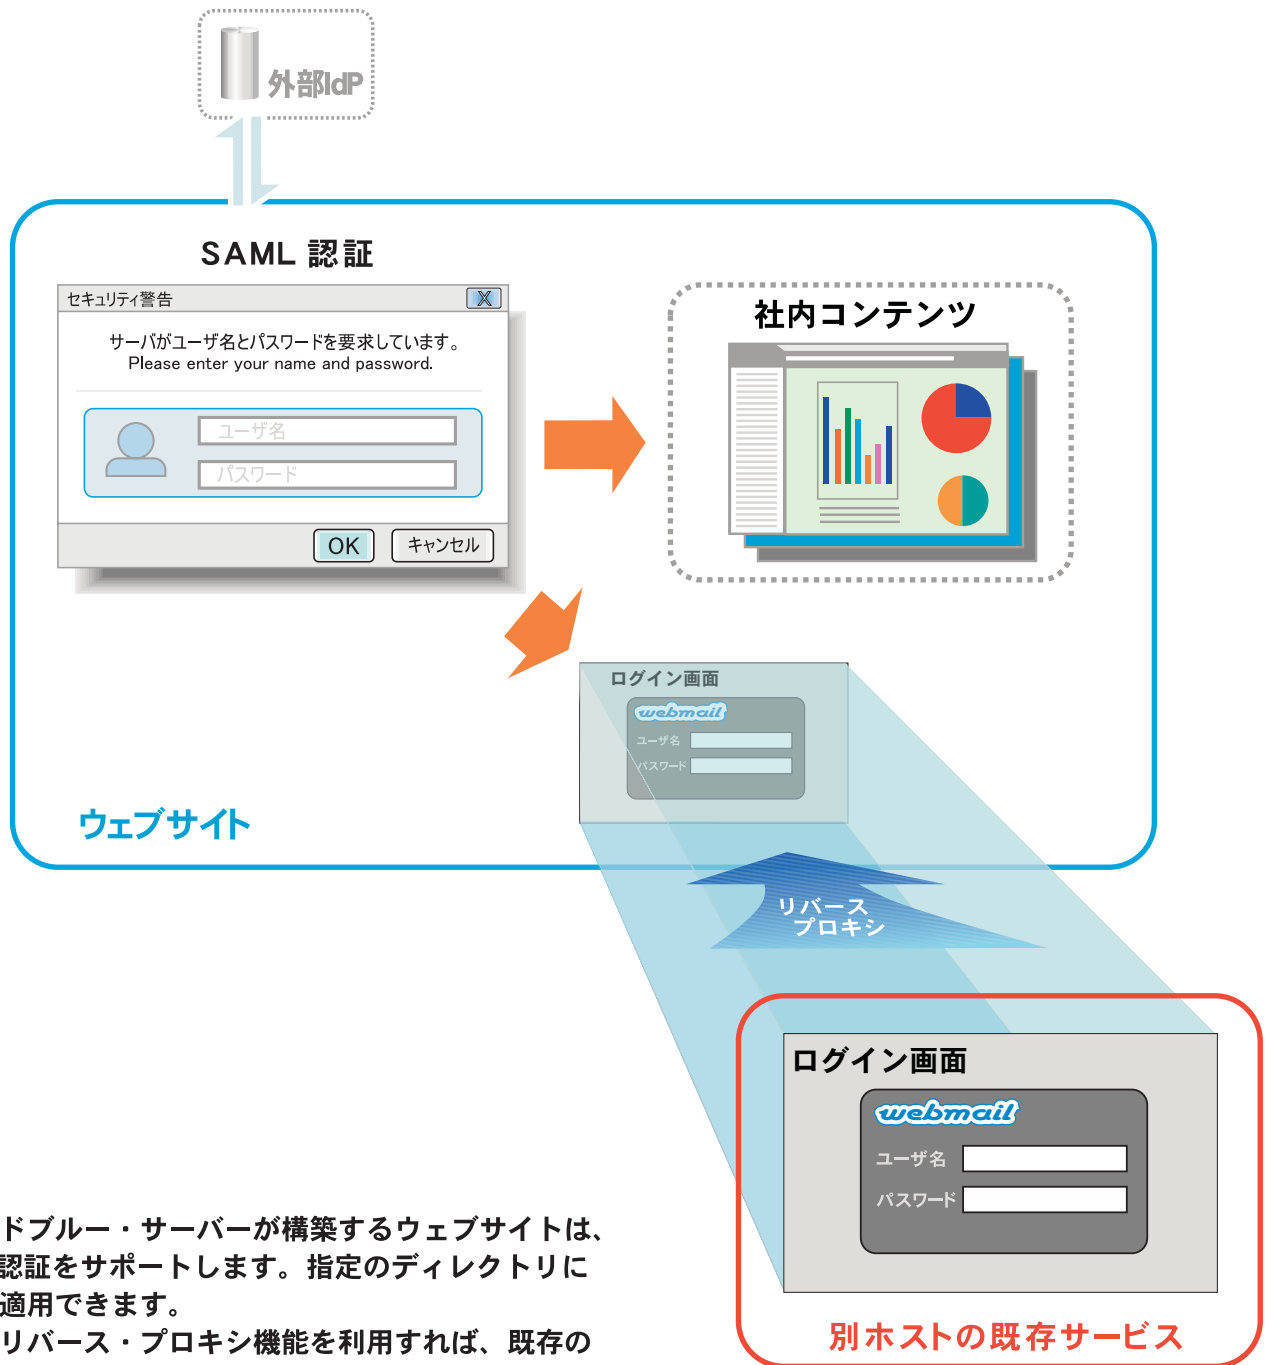 外部IdP
SAML 認証
セキュリティ警告
X
サーバがユーザ名とパスワードを要求しています。
Please enter your name and password.
ユーザ名
パスワード
OK
キャンセル
社内コンテンツ
ログイン画面
webmail
ユーザ名
パスワード
ウェブサイト
リバース
プロキシ
ログイン画面
webmail
ユーザ名
パスワード
別ホストの既存サービス
ドブルー・サーバーが構築するウェブサイトは、
認証をサポートします。指定のディレクトリに
適用できます。
リバース・プロキシ機能を利用すれば、既存の